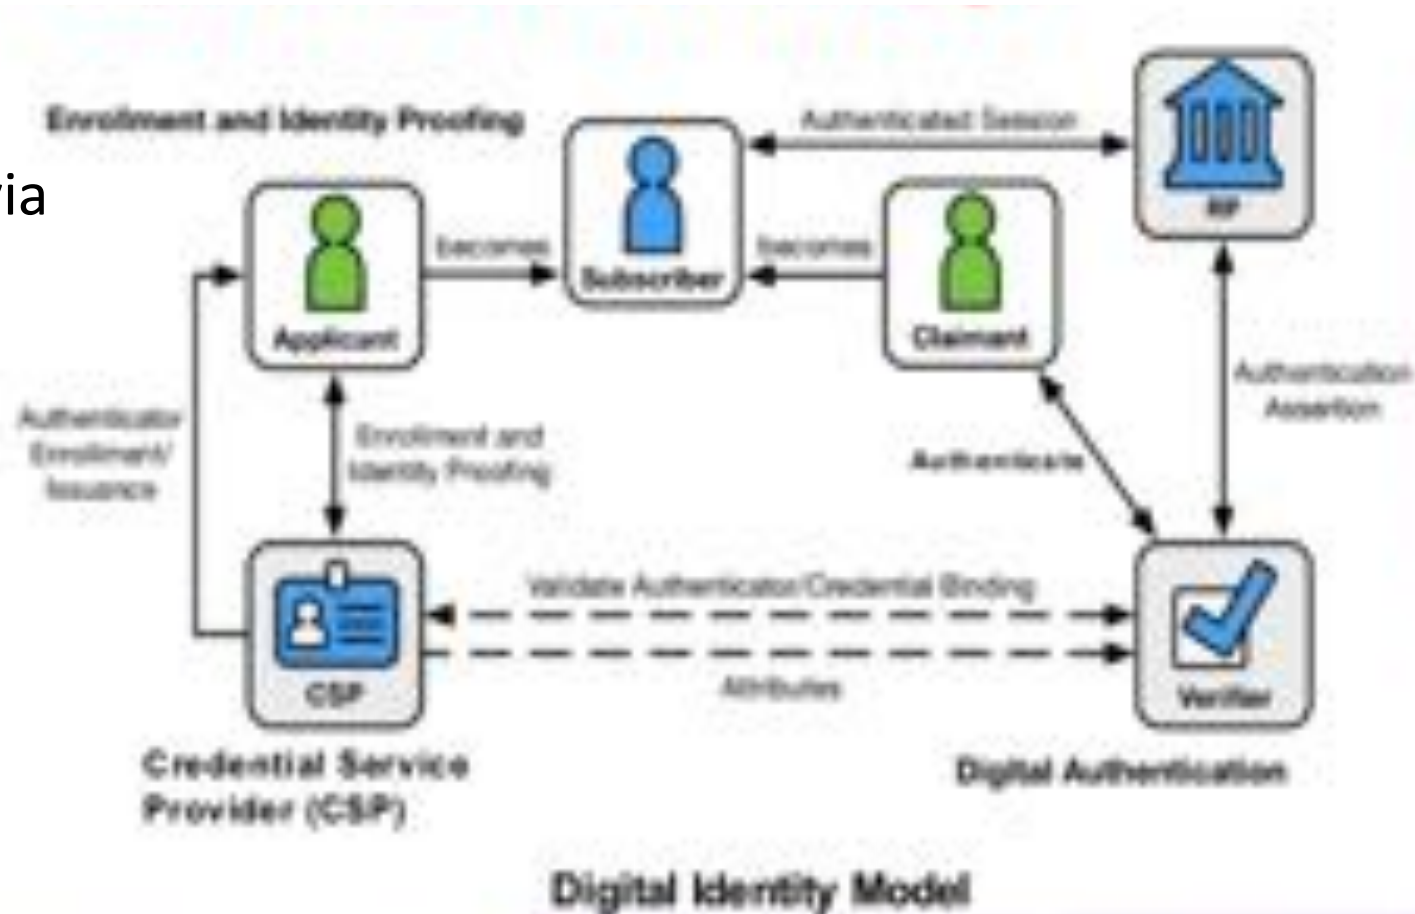 Enrollment and Identity Proofing
Authenticated Session
via
RP
becomes
becomes
Subscriber
Applicant
Claimant
Authenticator
Enrollment/
Issuance
Enrollment and
Identity Proofing
Authenticate
Authentication
Assertion
Validate Authenticator/Credential Binding
Attributes
CSP
Verifier
Credential Service
Provider (CSP)
Digital Authentication
Digital Identity Model